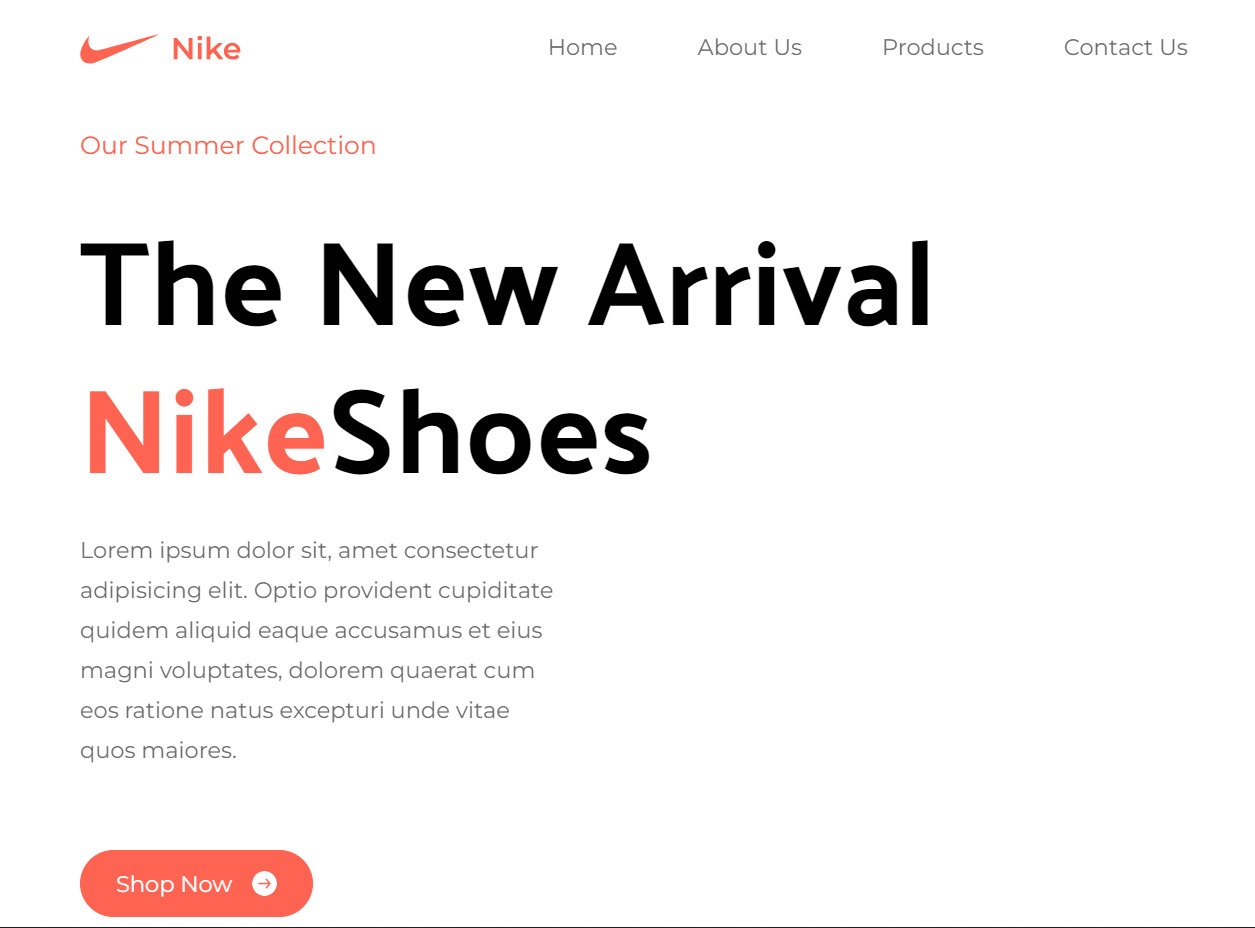 Nike
Home About Us Products Contact Us
Our Summer Collection
The New Arrival
NikeShoes
Lorem ipsum dolor sit, amet consectetur
adipisicing elit. Optio provident cupiditate
quidem aliquid eaque accusamus et eius
magni voluptates, dolorem quaerat cum
eos ratione natus excepturi unde vitae
quos maiores.
Shop Now